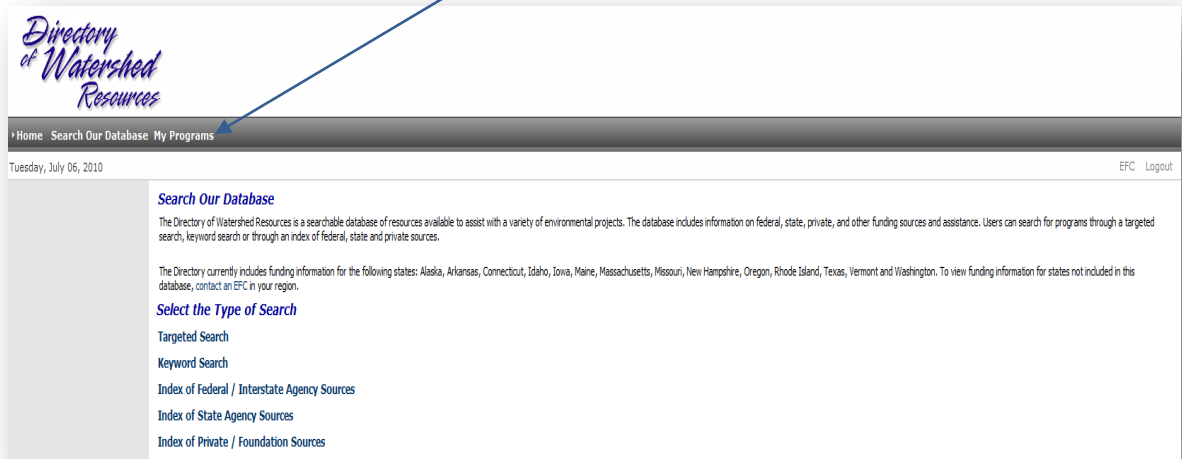 Directory
of Watershed
Resources
Home Search Our Database My Programs
Tuesday, July 06, 2010 EFC Logout
Search Our Database
The Directory of Watershed Resources is a searchable database of resources available to assist with a variety of environmental projects. The database includes information on federal, state, private, and other funding sources and assistance. Users can search for programs through a targeted
search, keyword search or through an index of federal, state and private sources.
The Directory currently includes funding information for the following states: Alaska, Arkansas, Connecticut, Idaho, Iowa, Maine, Massachusetts, Missouri, New Hampshire, Oregon, Rhode Island, Texas, Vermont and Washington. To view funding information for states not included in this
database, contact an EFC in your region.
Select the Type of Search
Targeted Search
Keyword Search
Index of Federal / Interstate Agency Sources
Index of State Agency Sources
Index of Private / Foundation Sources